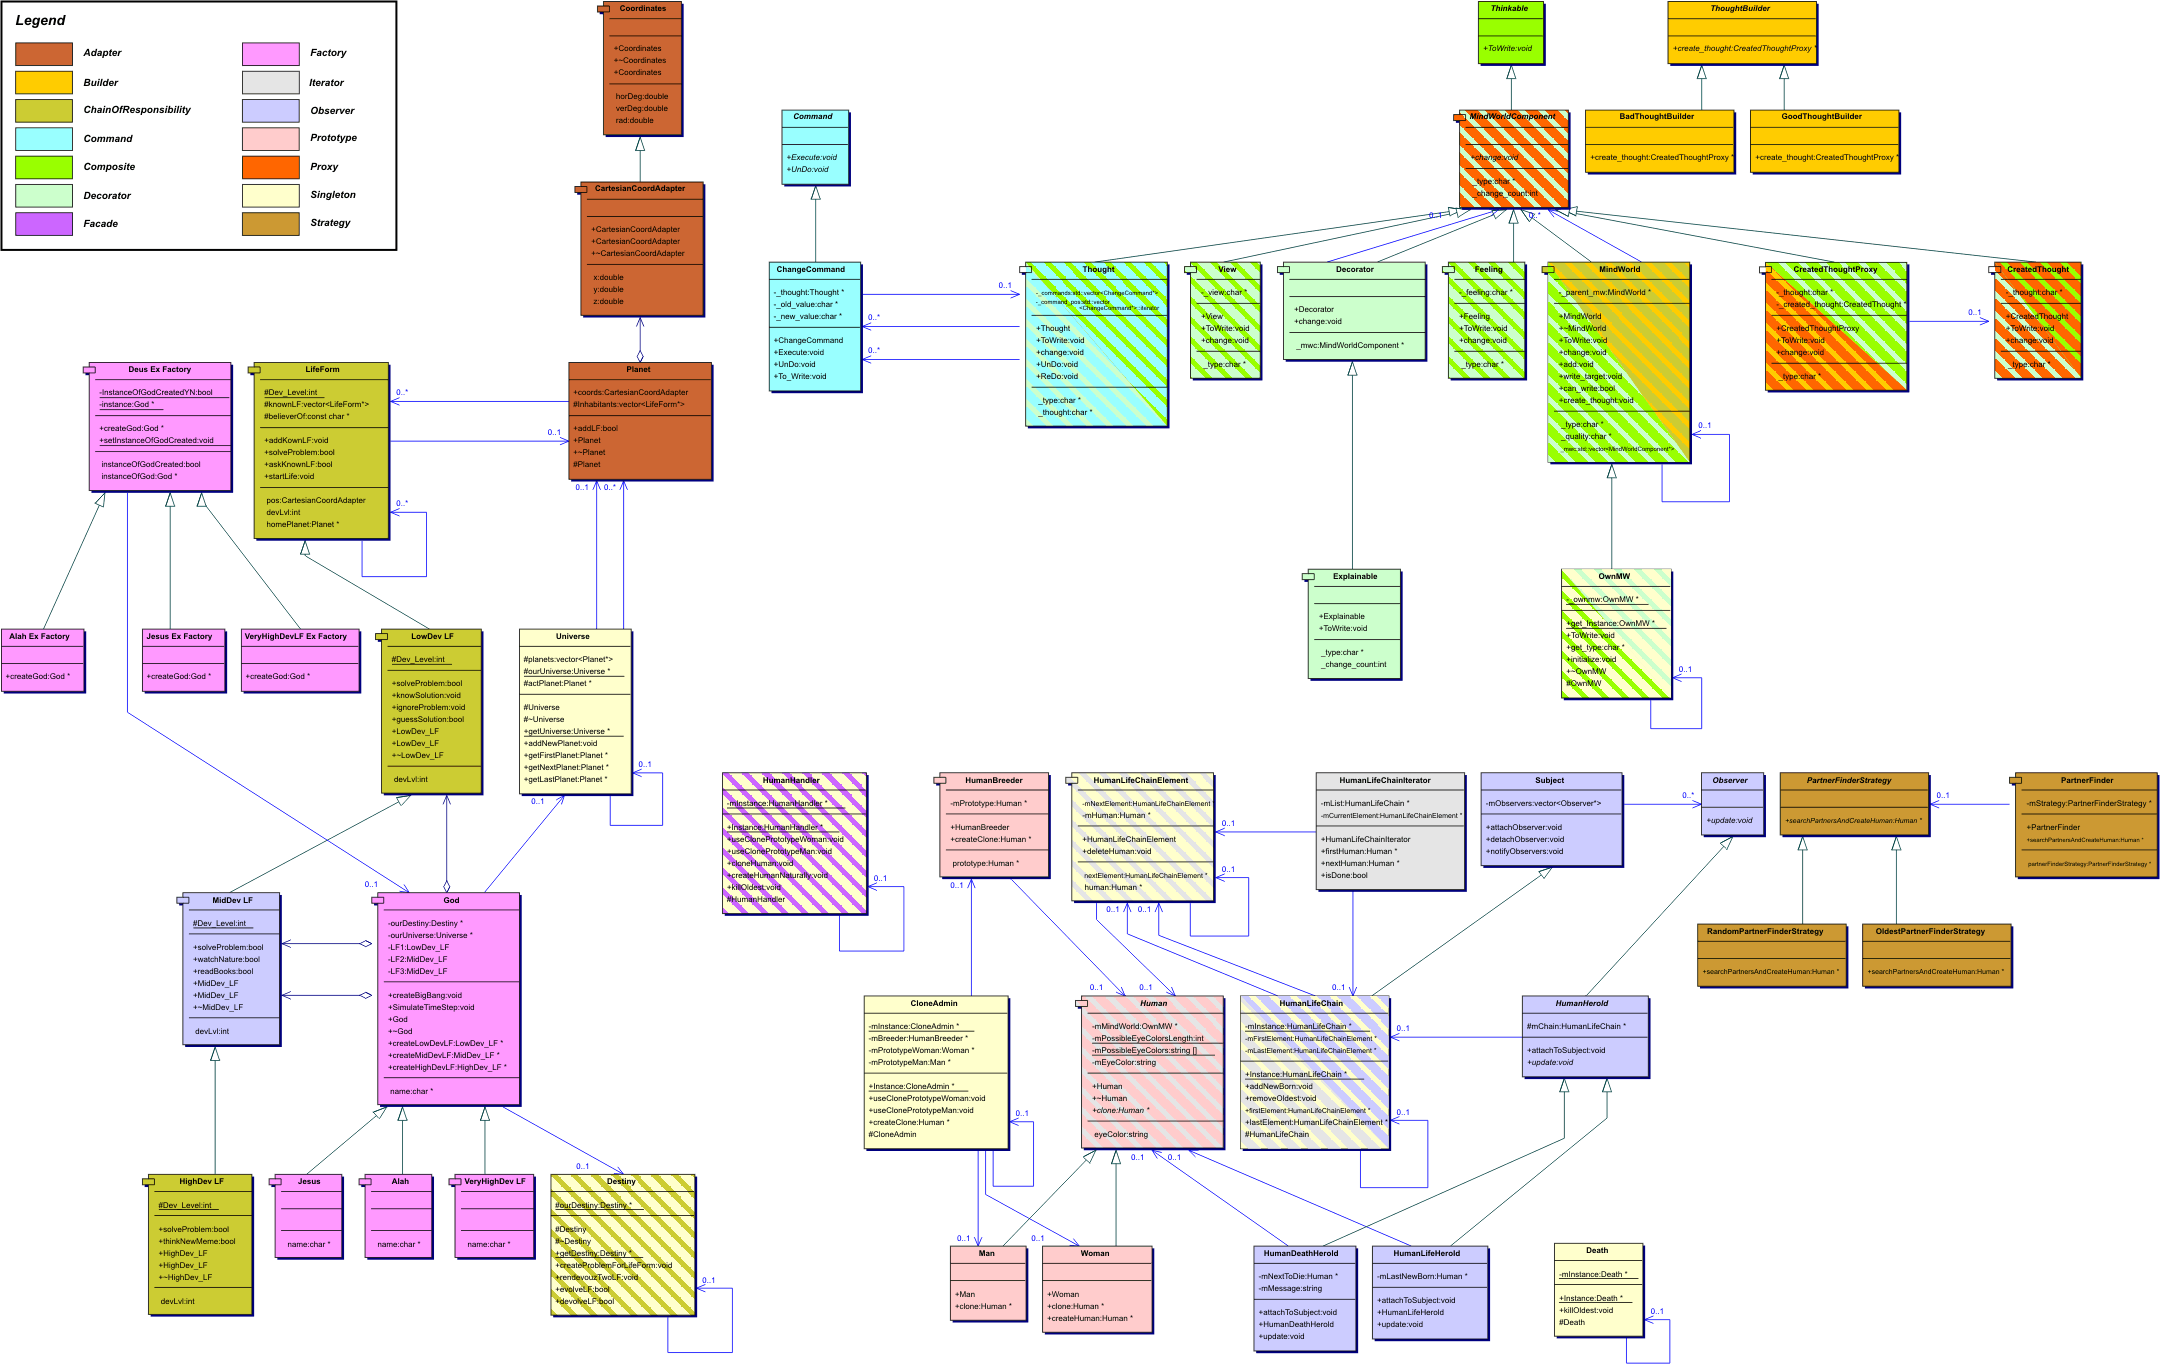 Legend
Adapter
Builder
ChainOfResponsibility
Command
Composite
Decorator
Facade
Factory
Iterator
Observer
Prototype
Proxy
Singleton
Strategy
Coordinates
+Coordinates
+~Coordinates
+Coordinates
horDeg:double
verDeg:double
rad:double
CartesianCoordAdapter
+CartesianCoordAdapter
+CartesianCoordAdapter
+~CartesianCoordAdapter
x:double
y:double
z:double
Planet
+coords:CartesianCoordAdapter
#Inhabitants:vector<LifeForm*>
+addLF:bool
+Planet
+~Planet
#Planet
0..1 0..*
Deus Ex Factory
-InstanceOfGodCreatedYN:bool
-instance:God *
+createGod:God *
+setInstanceOfGodCreated:void
instanceOfGodCreated:bool
instanceOfGod:God *
LifeForm
#Dev_Level:int
#knownLF:vector<LifeForm*>
#believerOf:const char *
+addKownLF:void
+solveProblem:bool
+askKnownLF:bool
+startLife:void
pos:CartesianCoordAdapter
devLvl:int
homePlanet:Planet *
0..*
0..1
0..*
Alah Ex Factory
+createGod:God *
Jesus Ex Factory
+createGod:God *
VeryHighDevLF Ex Factory
+createGod:God *
LowDev LF
#Dev_Level:int
+solveProblem:bool
+knowSolution:void
+ignoreProblem:void
+guessSolution:bool
+LowDev_LF
+LowDev_LF
+~LowDev_LF
devLvl:int
Universe
#planets:vector<Planet*>
#ourUniverse:Universe *
#actPlanet:Planet *
#Universe
#~Universe
+getUniverse:Universe *
+addNewPlanet:void
+getFirstPlanet:Planet *
+getNextPlanet:Planet *
+getLastPlanet:Planet *
0..1
0..1
MidDev LF
#Dev_Level:int
+solveProblem:bool
+watchNature:bool
+readBooks:bool
+MidDev_LF
+MidDev_LF
+~MidDev_LF
devLvl:int
0..1
God
-ourDestiny:Destiny *
-ourUniverse:Universe *
-LF1:LowDev_LF
-LF2:MidDev_LF
-LF3:MidDev_LF
+createBigBang:void
+SimulateTimeStep:void
+God
+~God
+createLowDevLF:LowDev_LF *
+createMidDevLF:MidDev_LF *
+createHighDevLF:HighDev_LF *
name:char *
HighDev LF
#Dev_Level:int
+solveProblem:bool
+thinkNewMeme:bool
+HighDev_LF
+HighDev_LF
+~HighDev_LF
devLvl:int
Jesus
name:char *
Alah
name:char *
VeryHighDev LF
name:char *
0..1
Destiny
#ourDestiny:Destiny *
#Destiny
#~Destiny
+getDestiny:Destiny *
+createProblemForLifeForm:void
+rendevouzTwoLF:void
+evolveLF:bool
+devolveLF:bool
0..1
Command
+Execute:void
+UnDo:void
ChangeCommand
-_thought:Thought *
-_old_value:char *
-_new_value:char *
+ChangeCommand
+Execute:void
+UnDo:void
+To_Write:void
0..1
0..*
0..*
Thought
-_commands:std::vector<ChangeCommand*>
-_command_pos:std::vector
<ChangeCommand*>::iterator
+Thought
+ToWrite:void
+change:void
+UnDo:void
+ReDo:void
_type:char *
_thought:char *
Thinkable
+ToWrite:void
ThoughtBuilder
+create_thought:CreatedThoughtProxy *
MindWorldComponent
+change:void
_type:char *
_change_count:int
0..1
0..*
BadThoughtBuilder
+create_thought:CreatedThoughtProxy *
GoodThoughtBuilder
+create_thought:CreatedThoughtProxy *
View
-_view:char *
+View
+ToWrite:void
+change:void
_type:char *
Decorator
+Decorator
+change:void
_mwc:MindWorldComponent *
Feeling
-_feeling:char *
+Feeling
+ToWrite:void
+change:void
_type:char *
MindWorld
-_parent_mw:MindWorld *
+MindWorld
+~MindWorld
+ToWrite:void
+change:void
+add:void
+write_target:void
+can_write:bool
+create_thought:void
_type:char *
_quality:char *
_mwc:std::vector<MindWorldComponent*>
0..1
CreatedThoughtProxy
-_thought:char *
-_created_thought:CreatedThought *
+CreatedThoughtProxy
+ToWrite:void
+change:void
_type:char *
0..1
CreatedThought
-_thought:char *
+CreatedThought
+ToWrite:void
+change:void
_type:char *
Explainable
+Explainable
+ToWrite:void
_type:char *
_change_count:int
OwnMW
-_ownmw:OwnMW *
+get_Instance:OwnMW *
+ToWrite:void
+get_type:char *
+initialize:void
+~OwnMW
#OwnMW
0..1
HumanHandler
-mInstance:HumanHandler *
+Instance:HumanHandler *
+useClonePrototypeWoman:void
+useClonePrototypeMan:void
+cloneHuman:void
+createHumanNaturally:void
+killOldest:void
#HumanHandler
0..1
HumanBreeder
-mPrototype:Human *
+HumanBreeder
+createClone:Human *
prototype:Human *
0..1
HumanLifeChainElement
-mNextElement:HumanLifeChainElement *
-mHuman:Human *
+HumanLifeChainElement
+deleteHuman:void
nextElement:HumanLifeChainElement *
human:Human *
0..1
0..1
0..1 0..1
HumanLifeChainIterator
-mList:HumanLifeChain *
-mCurrentElement:HumanLifeChainElement *
+HumanLifeChainIterator
+firstHuman:Human *
+nextHuman:Human *
+isDone:bool
Subject
-mObservers:vector<Observer*>
+attachObserver:void
+detachObserver:void
+notifyObservers:void
0..*
Observer
+update:void
PartnerFinderStrategy
+searchPartnersAndCreateHuman:Human *
0..1
PartnerFinder
-mStrategy:PartnerFinderStrategy *
+PartnerFinder
+searchPartnersAndCreateHuman:Human *
partnerFinderStrategy:PartnerFinderStrategy *
RandomPartnerFinderStrategy
+searchPartnersAndCreateHuman:Human *
OldestPartnerFinderStrategy
+searchPartnersAndCreateHuman:Human *
CloneAdmin
-mInstance:CloneAdmin *
-mBreeder:HumanBreeder *
-mPrototypeWoman:Woman *
-mPrototypeMan:Man *
+Instance:CloneAdmin *
+useClonePrototypeWoman:void
+useClonePrototypeMan:void
+createClone:Human *
#CloneAdmin
0..1
0..1 0..1
Human
-mMindWorld:OwnMW *
-mPossibleEyeColorsLength:int
-mPossibleEyeColors:string []
-mEyeColor:string
+Human
+~Human
+clone:Human *
eyeColor:string
0..1 0..1
0..1
HumanLifeChain
-mInstance:HumanLifeChain *
-mFirstElement:HumanLifeChainElement *
-mLastElement:HumanLifeChainElement *
+Instance:HumanLifeChain *
+addNewBorn:void
+removeOldest:void
+firstElement:HumanLifeChainElement *
+lastElement:HumanLifeChainElement *
#HumanLifeChain
0..1
0..1
HumanHerold
#mChain:HumanLifeChain *
+attachToSubject:void
+update:void
0..1
Man
+Man
+clone:Human *
0..1
Woman
+Woman
+clone:Human *
+createHuman:Human *
HumanDeathHerold
-mNextToDie:Human *
-mMessage:string
+attachToSubject:void
+HumanDeathHerold
+update:void
HumanLifeHerold
-mLastNewBorn:Human *
+attachToSubject:void
+HumanLifeHerold
+update:void
Death
-mInstance:Death *
+Instance:Death *
+killOldest:void
#Death
0..1